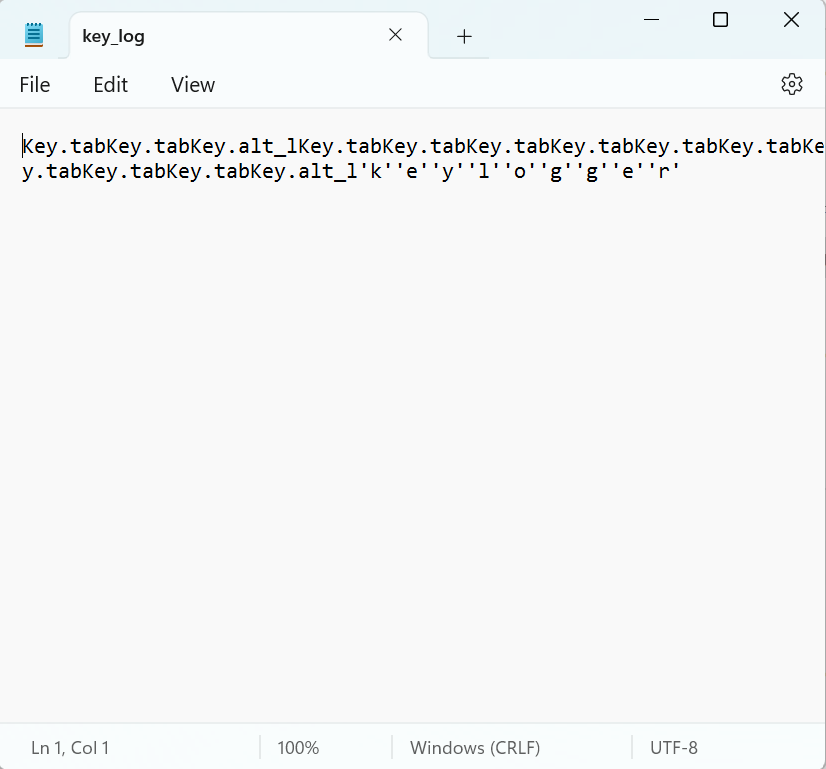 key_log
File Edit View
Key.tabKey.tabKey.alt_lKey.tabKey.tabKey.tabKey.tabKey.tabKey.tabKe
y.tabKey.tabKey.tabKey.alt_l'k''e''y''l''o''g''g''e''r'
Ln 1, Col 1 100% Windows (CRLF) UTF-8